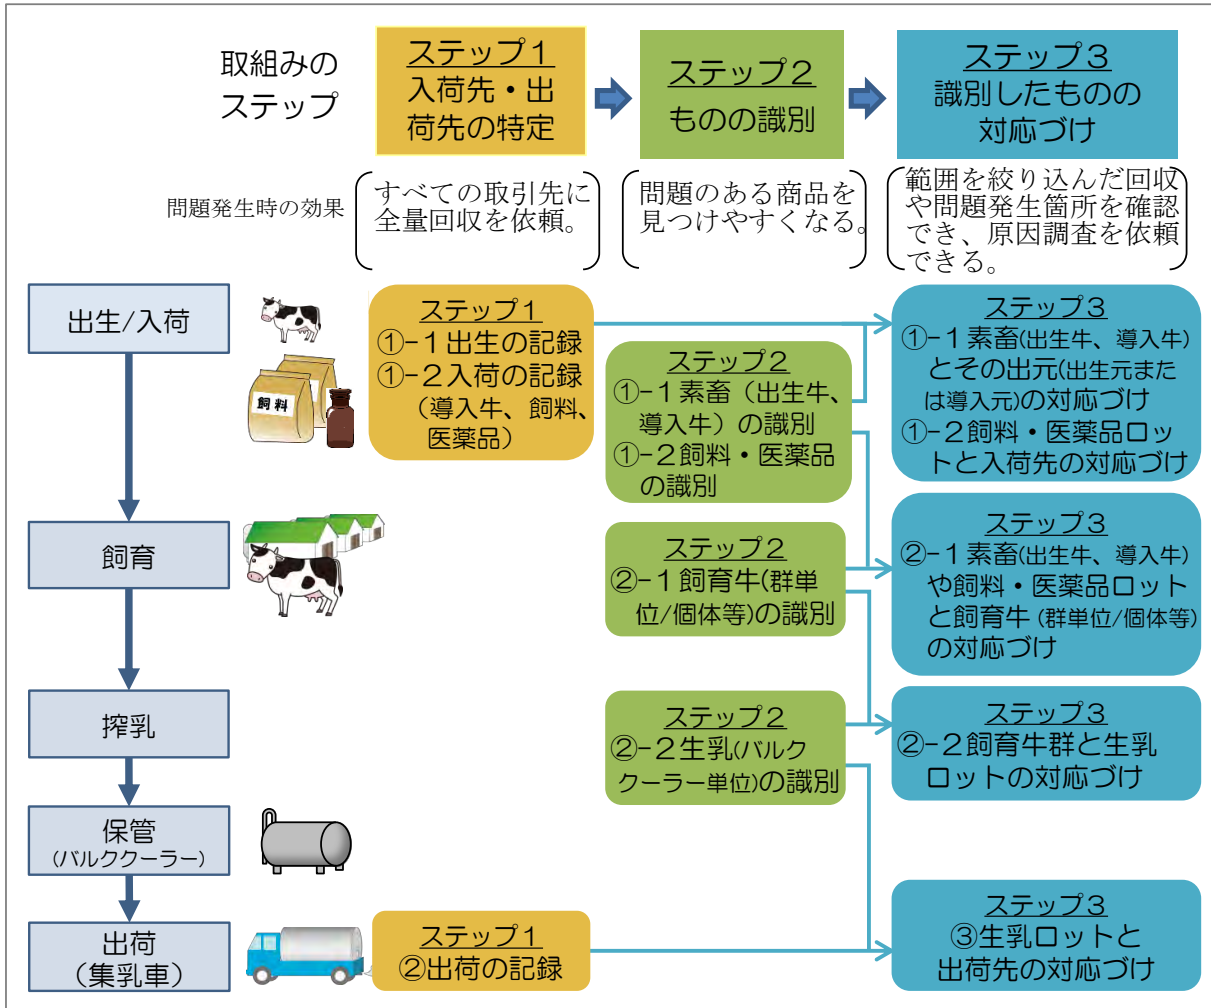 取組みの
ステップ
ステップ１
入荷先・出
荷先の特定
ステップ２
ものの識別
ステップ３
識別したものの
対応づけ
問題発生時の効果
すべての取引先に
全量回収を依頼。
問題のある商品を
見つけやすくなる。
範囲を絞り込んだ回収
や問題発生箇所を確認
でき、原因調査を依頼
できる。
出生/入荷
飼料
ステップ１
①-１出生の記録
①-２入荷の記録
（導入牛、飼料、
医薬品）
ステップ２
①-１素畜（出生牛、
導入牛）の識別
①-２飼料・医薬品
の識別
ステップ３
①-１素畜(出生牛、導入牛)
とその出元(出生元また
は導入元)の対応づけ
①-２飼料・医薬品ロッ
トと入荷先の対応づけ
飼育
ステップ２
②-１飼育牛(群単
位/個体等)の識別
ステップ３
②-１素畜(出生牛、導入牛)
や飼料・医薬品ロット
と飼育牛(群単位/個体等)
の対応づけ
搾乳
ステップ２
②-２生乳(バルク
クーラー単位)の識別
ステップ３
②-２飼育牛群と生乳
ロットの対応づけ
保管
(バルククーラー)
出荷
（集乳車）
ステップ１
②出荷の記録
ステップ３
③生乳ロットと
出荷先の対応づけ